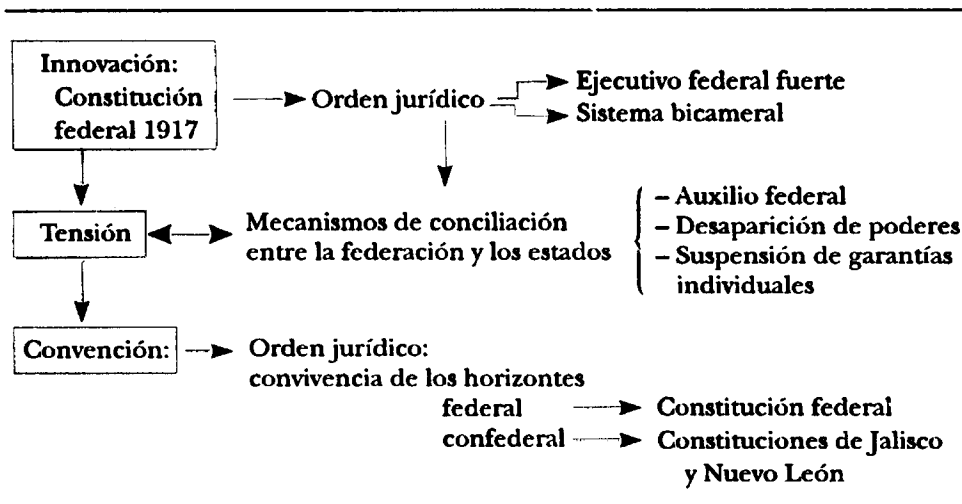 Innovación:
Constitución
federal 1917
Orden jurídico
Ejecutivo federal fuerte
Sistema bicameral
Tensión
Mecanismos de conciliación
entre la federación y los estados
– Auxilio federal
– Desaparición de poderes
– Suspensión de garantías
individuales
Convención:
Orden jurídico:
convivencia de los horizontes
federal
Constitución federal
confederal
Constituciones de Jalisco
y Nuevo León